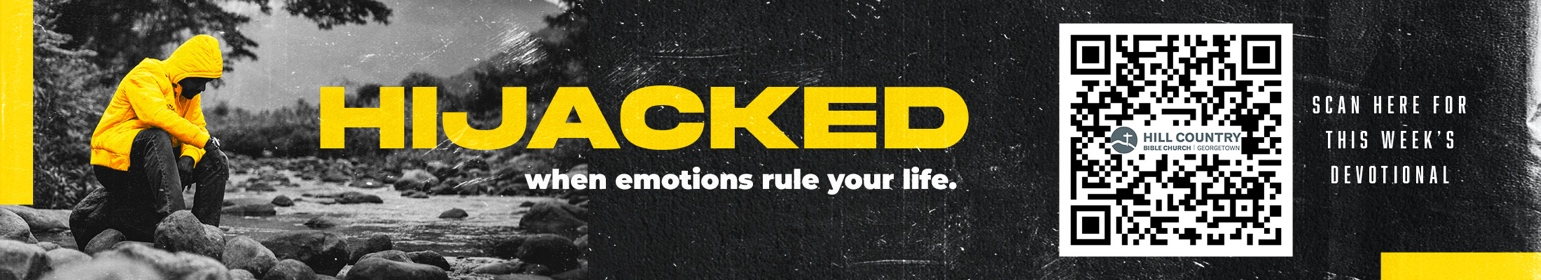 HIJACKED
when emotions rule your life.
HILL COUNTRY
BIBLE CHURCH | GEORGETOWN
SCAN HERE FOR
THIS WEEK'S
DEVOTIONAL